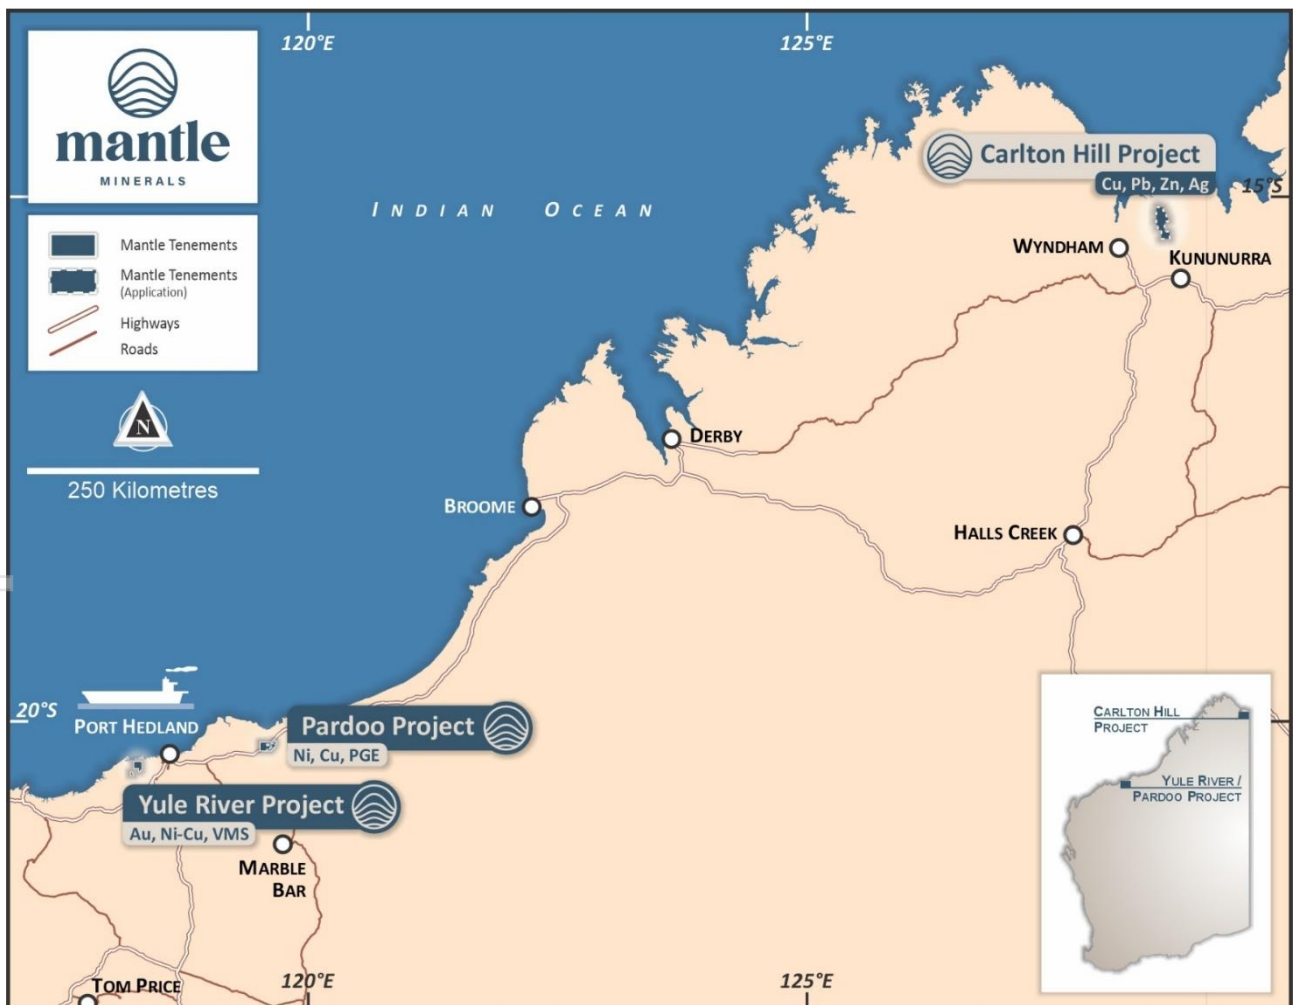 120°E
125°E
mantle
MINERALS
Mantle Tenements
Mantle Tenements
(Application)
Highways
Roads
N
250 Kilometres
INDIAN OCEAN
Carlton Hill Project
Cu, Pb, Zn, Ag
15°S
WYNDHAM
KUNUNURRA
DERBY
BROOME
HALLS CREEK
20°S
PORT HEDLAND
Pardoo Project
Ni, Cu, PGE
Yule River Project
Au, Ni-Cu, VMS
MARBLE
BAR
TOM PRICE
120°E
125°E
CARLTON HILL
PROJECT
YULE RIVER /
PARDOO PROJECT